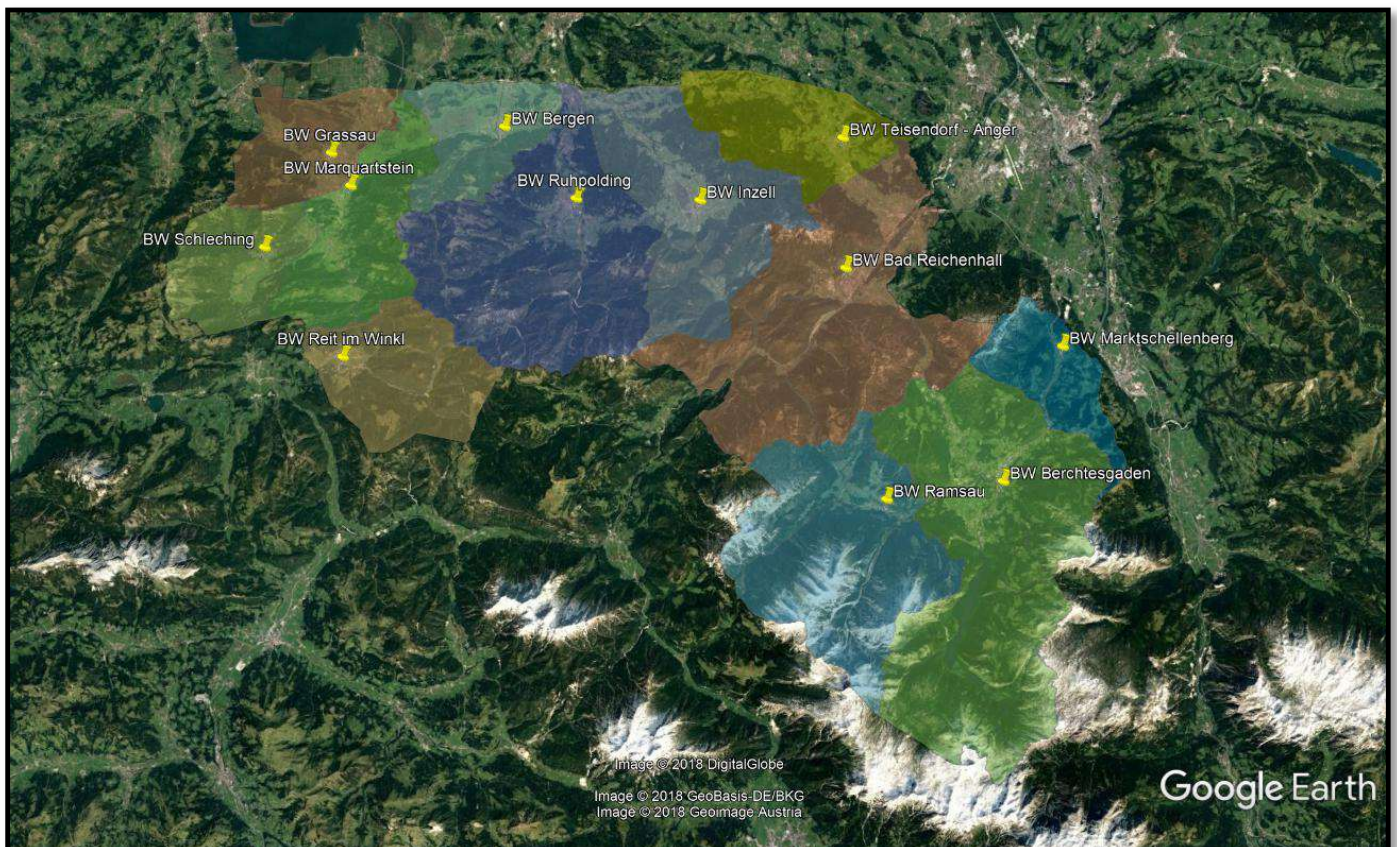 BW Bergen
BW Teisendorf - Anger
BW Grassau
BW Marquartstein
BW Ruhpolding
BW Inzell
BW Schleching
BW Bad Reichenhall
BW Reit im Winkl
BW Marktschellenberg
BW Berchtesgaden
BW Ramsau
Image © 2018 DigitalGlobe
Image © 2018 GeoBasis-DE/BKG
Image © 2018 Geoimage Austria
Google Earth